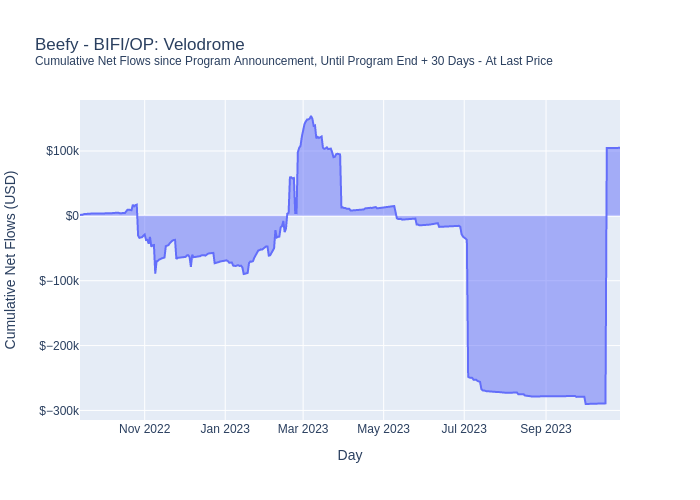 Beefy - BIFI/OP: Velodrome
Cumulative Net Flows since Program Announcement, Until Program End + 30 Days - At Last Price
Cumulative Net Flows (USD)
$100k
$0
$−100k
$−200k
$−300k
Nov 2022
Jan 2023
Mar 2023
May 2023
Jul 2023
Sep 2023
Day